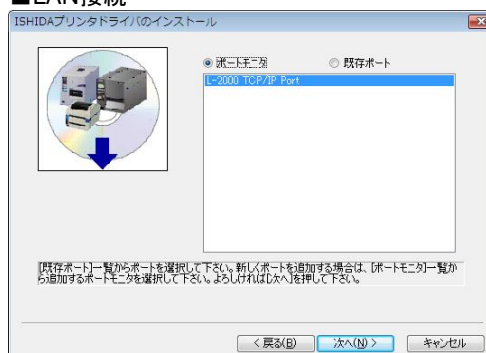 ■LAN接続
ISHIDAプリンタドライバのインストール
ポートモニタ
既存ポート
L-2000 TCP/IP Port
[既存ポート]一覧からポートを選択して下さい。新しくポートを追加する場合は、[ポートモニタ]一覧か
ら追加するポートモニタを選択して下さい。よろしければ[次へ]を押して下さい。
< 戻る(B)
次へ(N) >
キャンセル